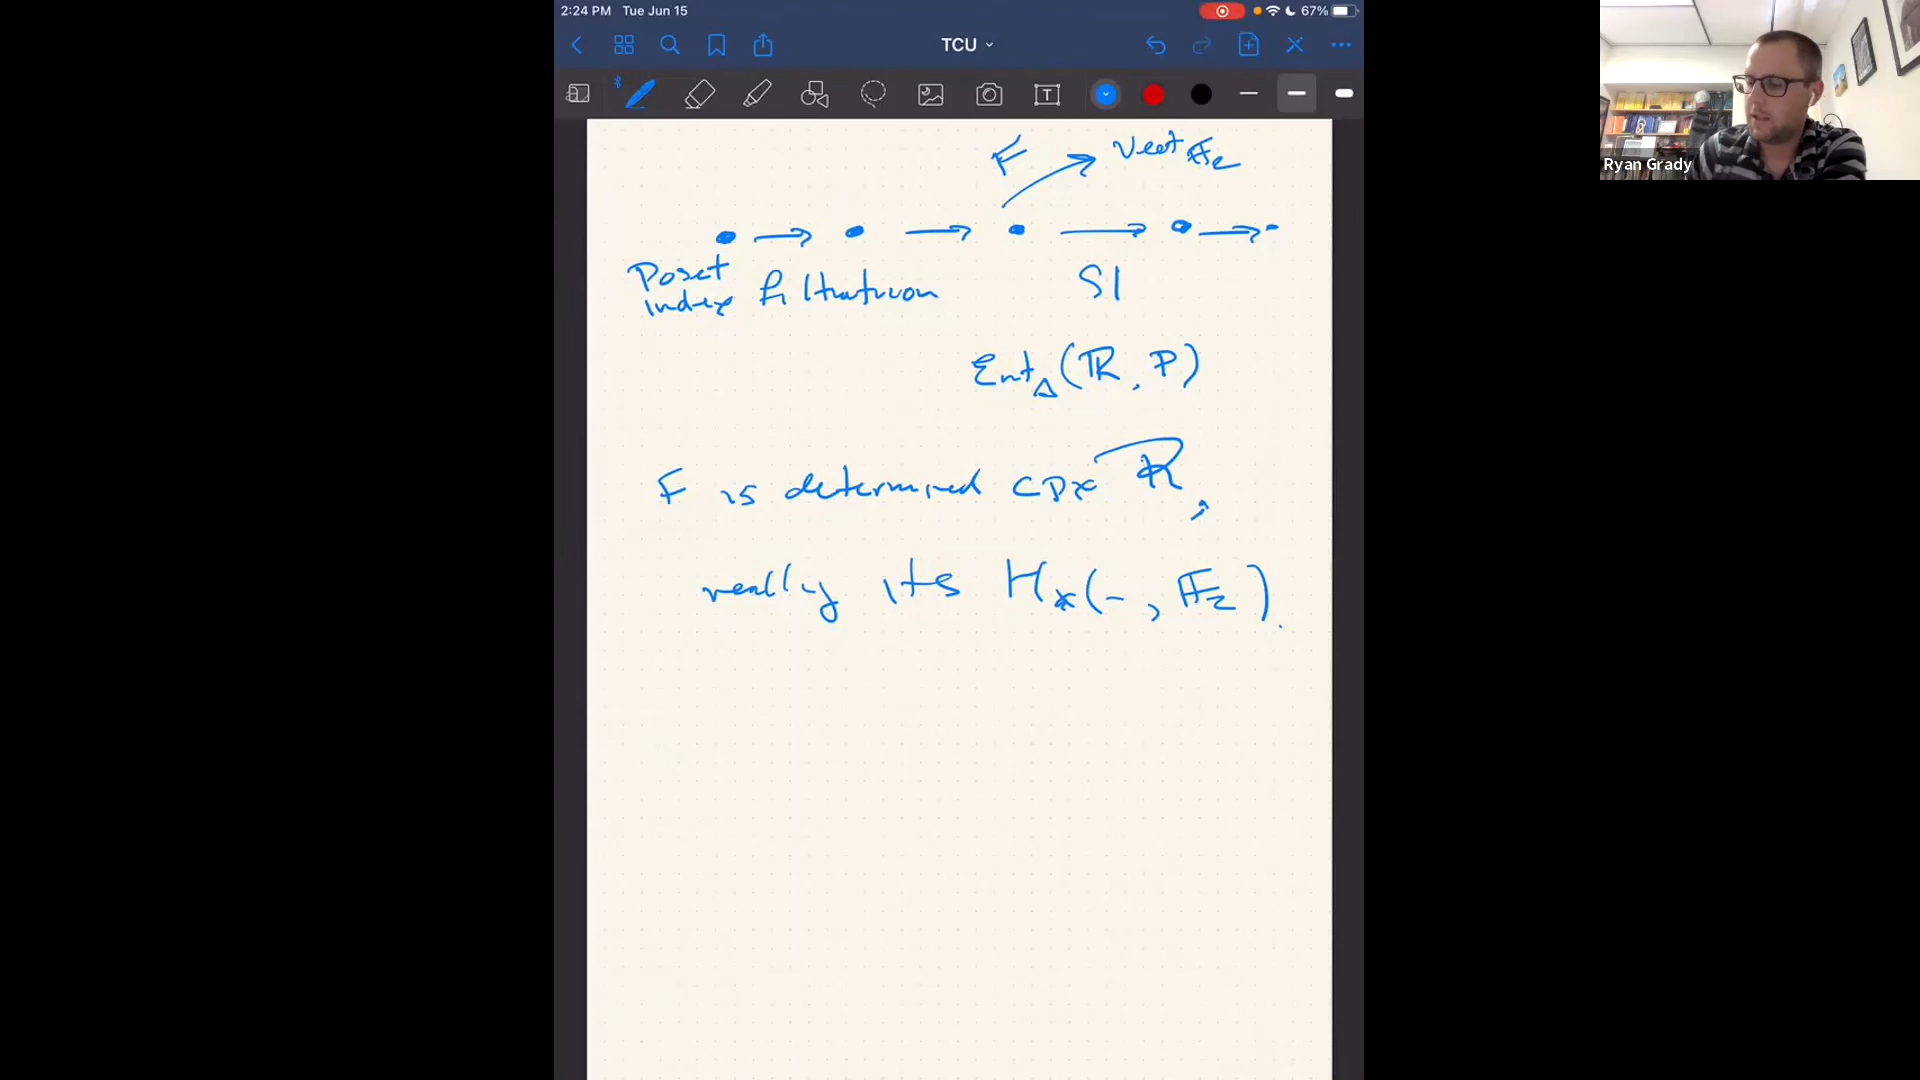 2:24 PM Tue Jun 15
67%
TCU
T
Ryan Grady
F Vect 𝔽₂
• → • → • → • → •
Poset
index filtration
SI
Ent_Δ(ℝ, P)
F is determined cpx ℝ,
really its H_*(−, 𝔽₂).